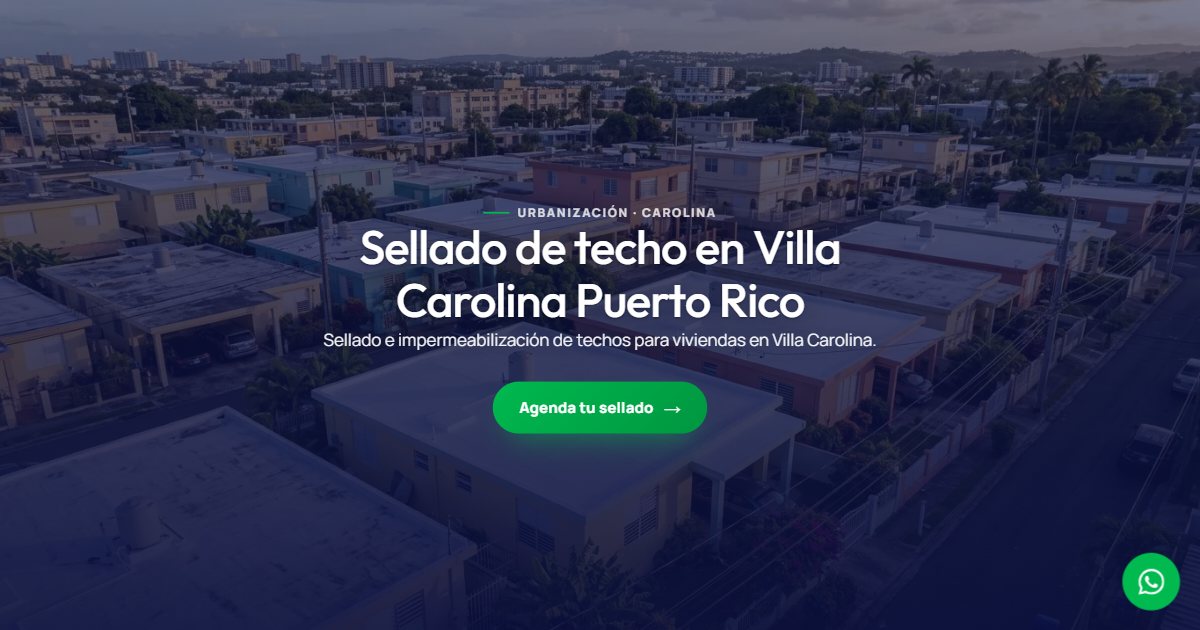 URBANIZACIÓN · CAROLINA
Sellado de techo en Villa
Carolina Puerto Rico
Sellado e impermeabilización de techos para viviendas en Villa Carolina.
Agenda tu sellado →